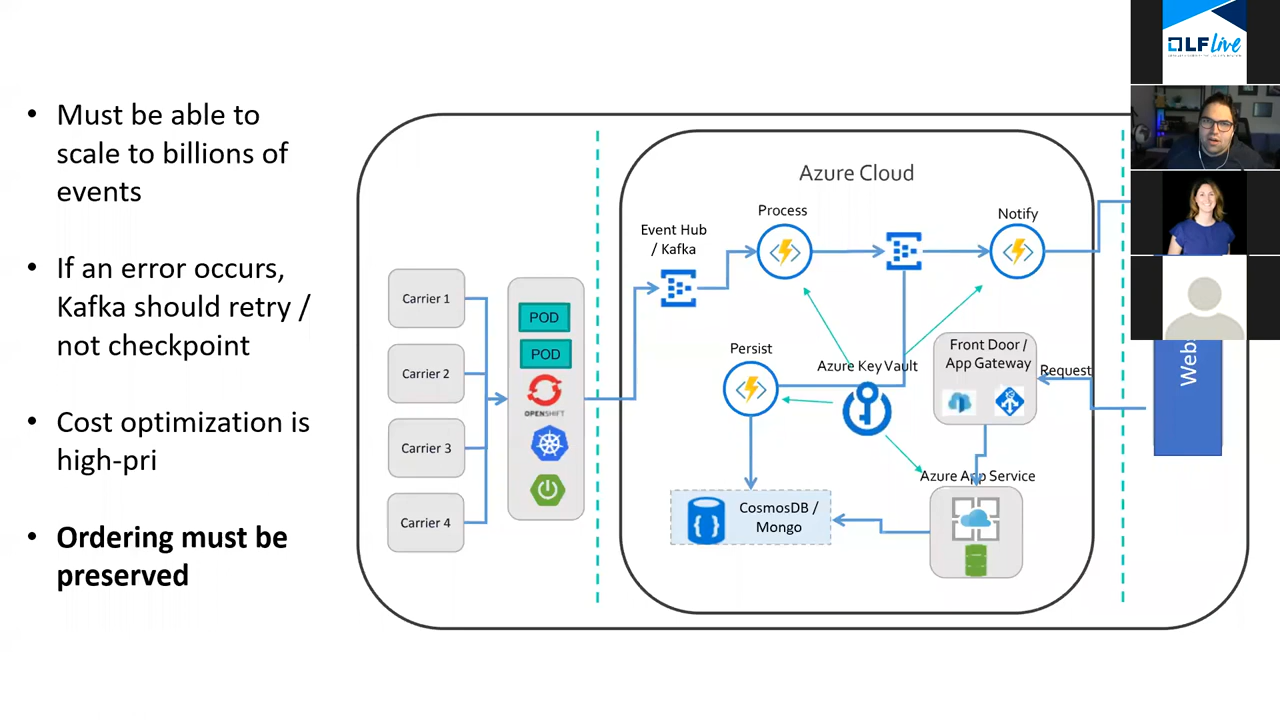 Must be able to
scale to billions of
events
If an error occurs,
Kafka should retry /
not checkpoint
Cost optimization is
high-pri
Ordering must be
preserved
Carrier 1
Carrier 2
Carrier 3
Carrier 4
POD
POD
OPENSHIFT
Azure Cloud
Event Hub
/ Kafka
Process
Notify
Persist
Azure Key Vault
Front Door /
App Gateway
Request
Azure App Service
CosmosDB /
Mongo
LF live